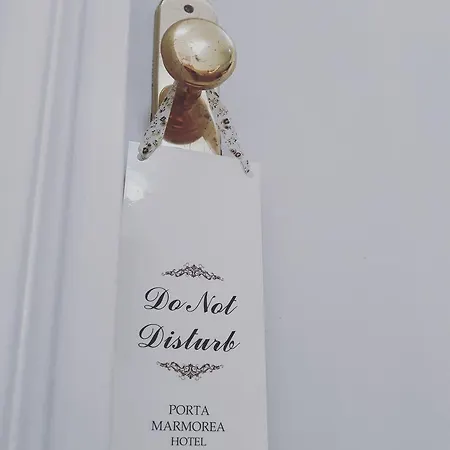 Do Not
Disturb
PORTA
MARMOREA
HOTEL